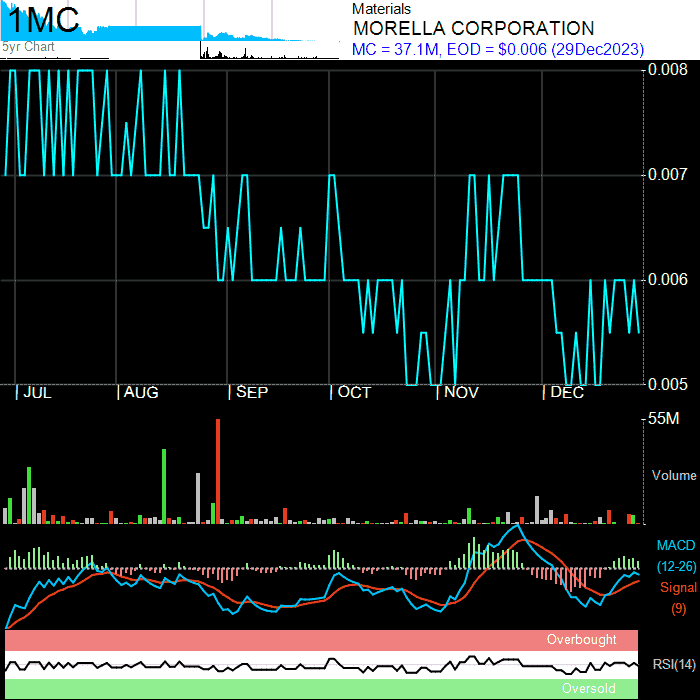 1MC
5yr Chart
Materials
MORELLA CORPORATION
MC = 37.1M, EOD = $0.006 (29Dec2023)
0.008
0.007
0.006
0.005
JUL AUG SEP OCT NOV DEC
55M
Volume
MACD
(12-26)
Signal
(9)
Overbought
RSI(14)
Oversold